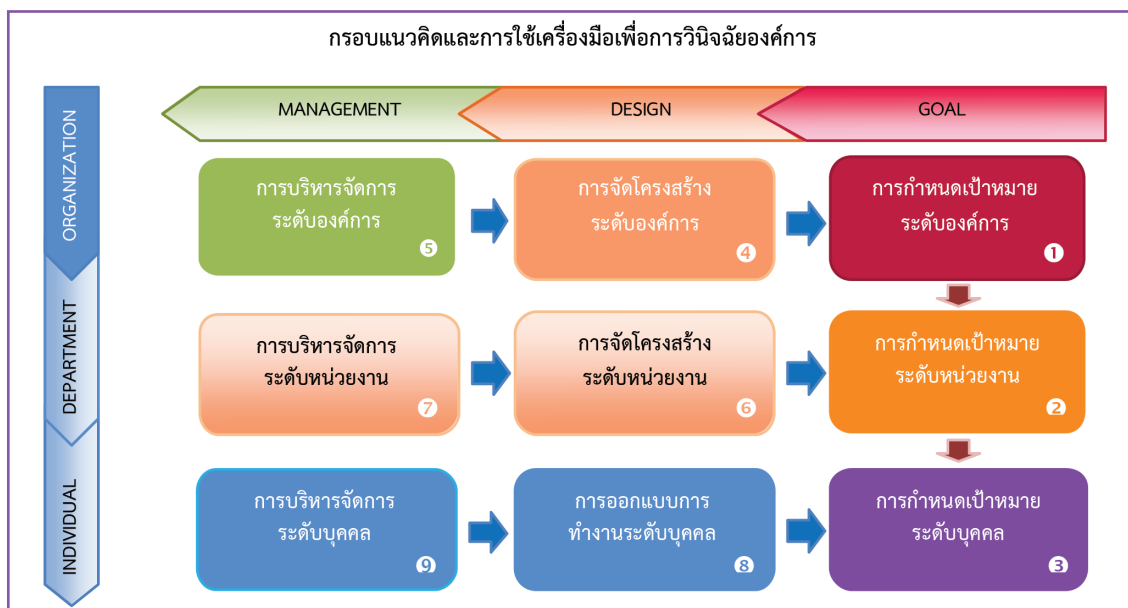 กรอบแนวคิดและการใช้เครื่องมือเพื่อการวินิจฉัยองค์การ
MANAGEMENT
DESIGN
GOAL
ORGANIZATION
การบริหารจัดการ
ระดับองค์การ
❺
การจัดโครงสร้าง
ระดับองค์การ
❹
การกำหนดเป้าหมาย
ระดับองค์การ
❶
DEPARTMENT
การบริหารจัดการ
ระดับหน่วยงาน
❼
การจัดโครงสร้าง
ระดับหน่วยงาน
❻
การกำหนดเป้าหมาย
ระดับหน่วยงาน
❷
INDIVIDUAL
การบริหารจัดการ
ระดับบุคคล
❾
การออกแบบการ
ทำงานระดับบุคคล
❽
การกำหนดเป้าหมาย
ระดับบุคคล
❸